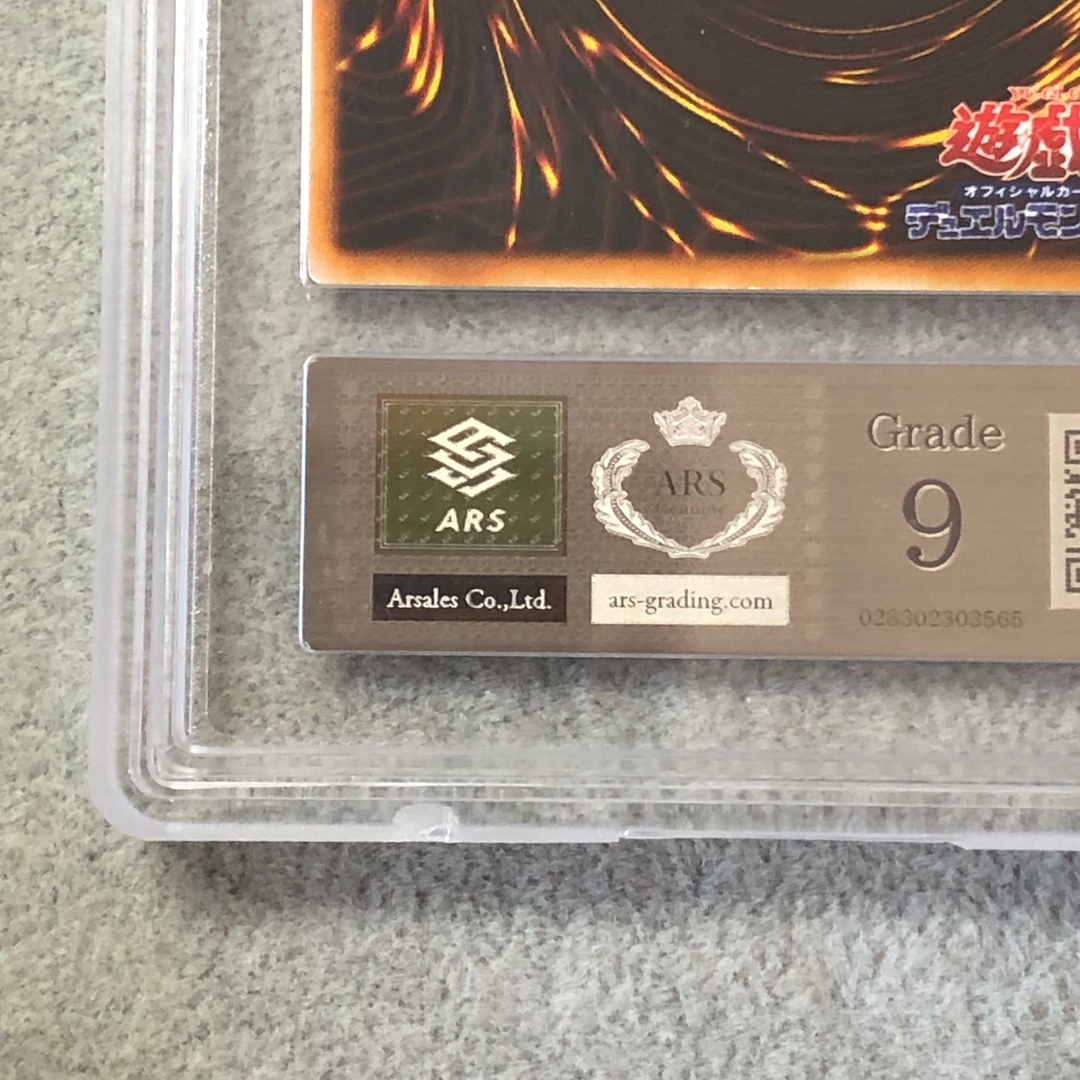 遊戯
オフィシャルカー
デュエルモン
ARS
Arsales Co.,Ltd.
ARS
Genuine
ars-grading.com
Grade
9
028302303565